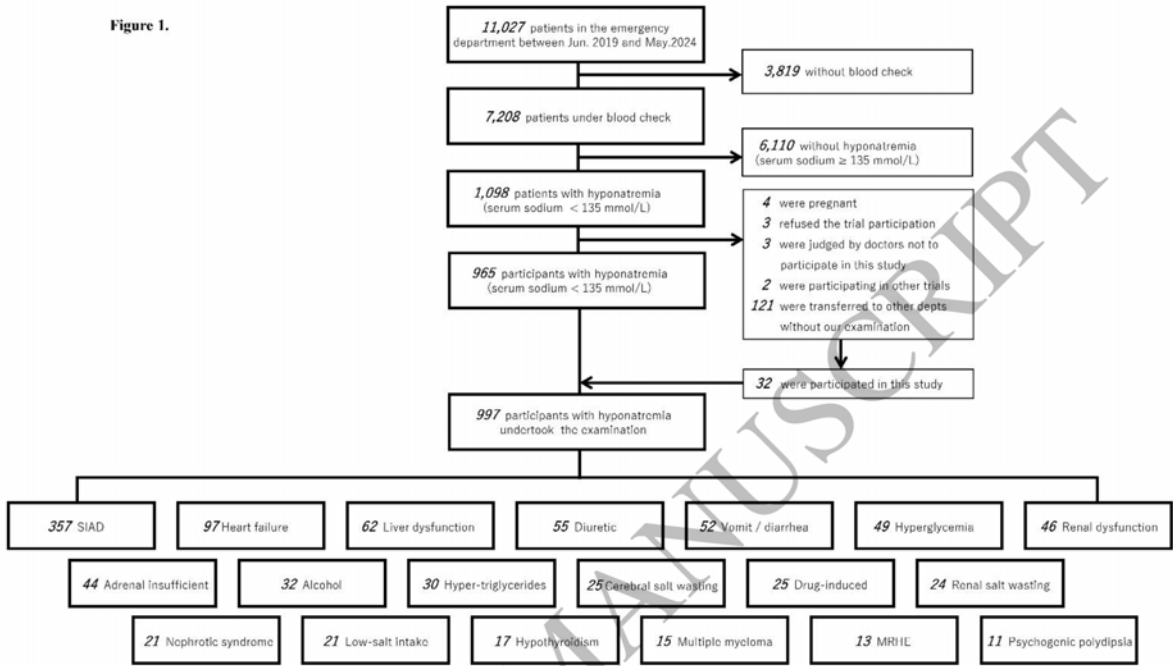 Figure 1.
11,027 patients in the emergency
department between Jun. 2019 and May.2024
3,819 without blood check
7,208 patients under blood check
6,110 without hyponatremia
(serum sodium ≥ 135 mmol/L)
1,098 patients with hyponatremia
(serum sodium < 135 mmol/L)
4 were pregnant
3 refused the trial participation
3 were judged by doctors not to
participate in this study
2 were participating in other trials
121 were transferred to other depts
without our examination
965 participants with hyponatremia
(serum sodium < 135 mmol/L)
32 were participated in this study
997 participants with hyponatremia
undertook the examination
357 SIAD
97 Heart failure
62 Liver dysfunction
55 Diuretic
52 Vomit / diarrhea
49 Hyperglycemia
46 Renal dysfunction
44 Adrenal insufficient
32 Alcohol
30 Hyper-triglycerides
25 Cerebral salt wasting
25 Drug-induced
24 Renal salt wasting
21 Nephrotic syndrome
21 Low-salt intake
17 Hypothyroidism
15 Multiple myeloma
13 MRHE
11 Psychogenic polydipsia
MANUSCRIPT